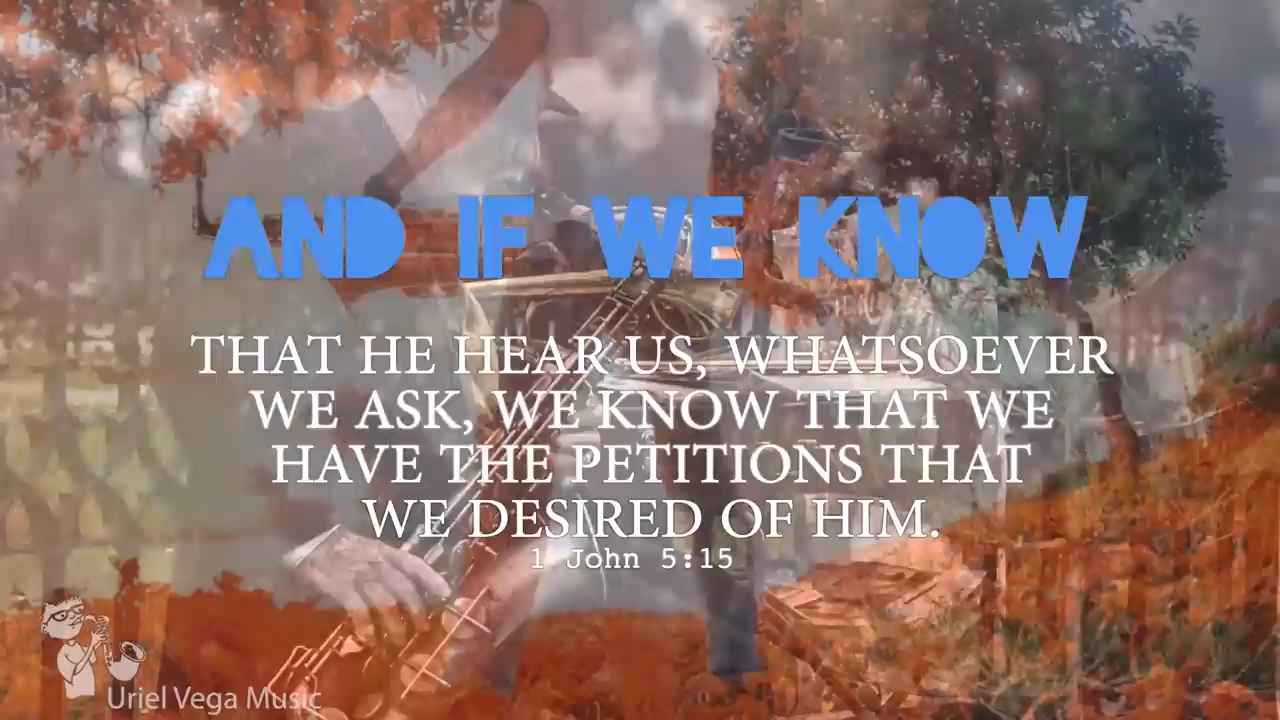 AND IF WE KNOW
THAT HE HEAR US, WHATSOEVER
WE ASK, WE KNOW THAT WE
HAVE THE PETITIONS THAT
WE DESIRED OF HIM.
1 John 5:15
Uriel Vega Music